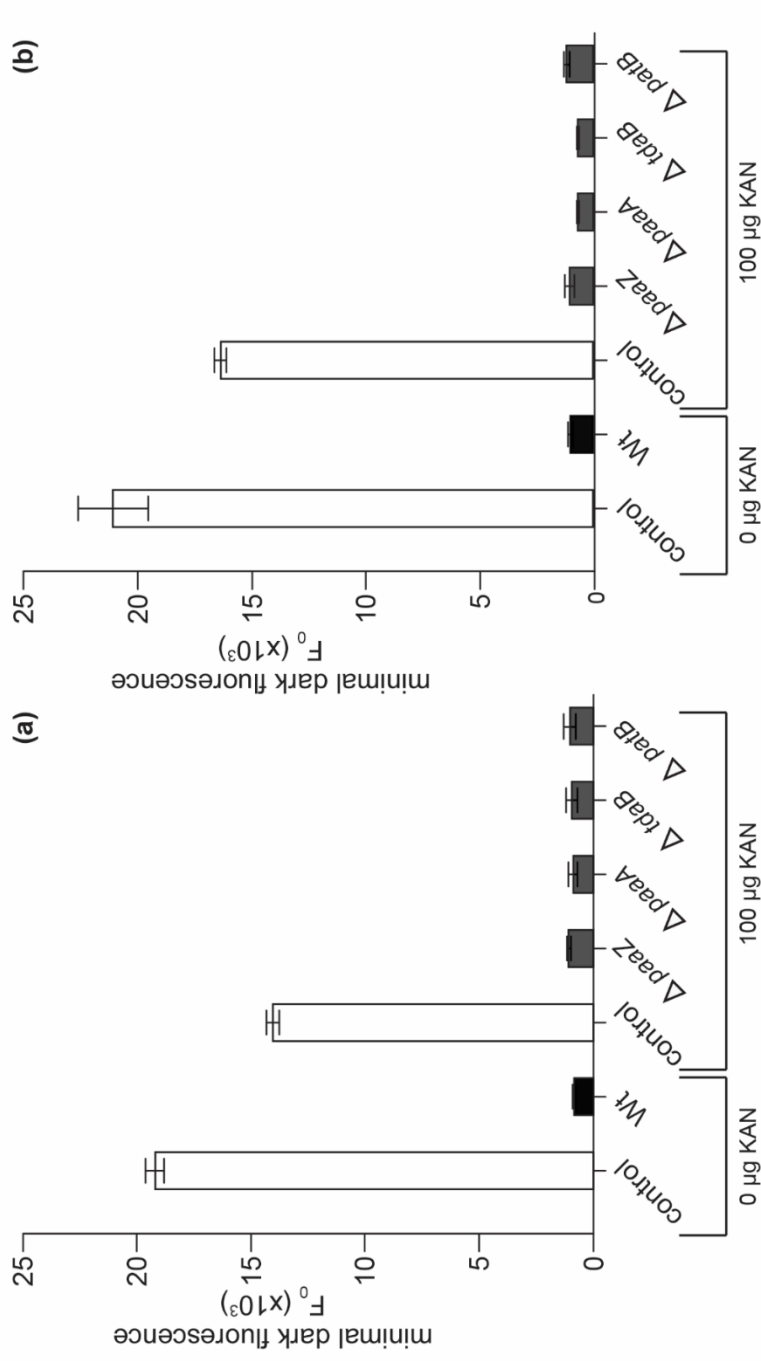 (a)
minimal dark fluorescence
F0 (x10³)
25
20
15
10
5
0
control
Wt
control
Δ paaZ
Δ paaA
Δ tdaB
Δ patB
0 µg KAN
100 µg KAN
(b)
minimal dark fluorescence
F0 (x10³)
25
20
15
10
5
0
control
Wt
control
Δ paaZ
Δ paaA
Δ tdaB
Δ patB
0 µg KAN
100 µg KAN